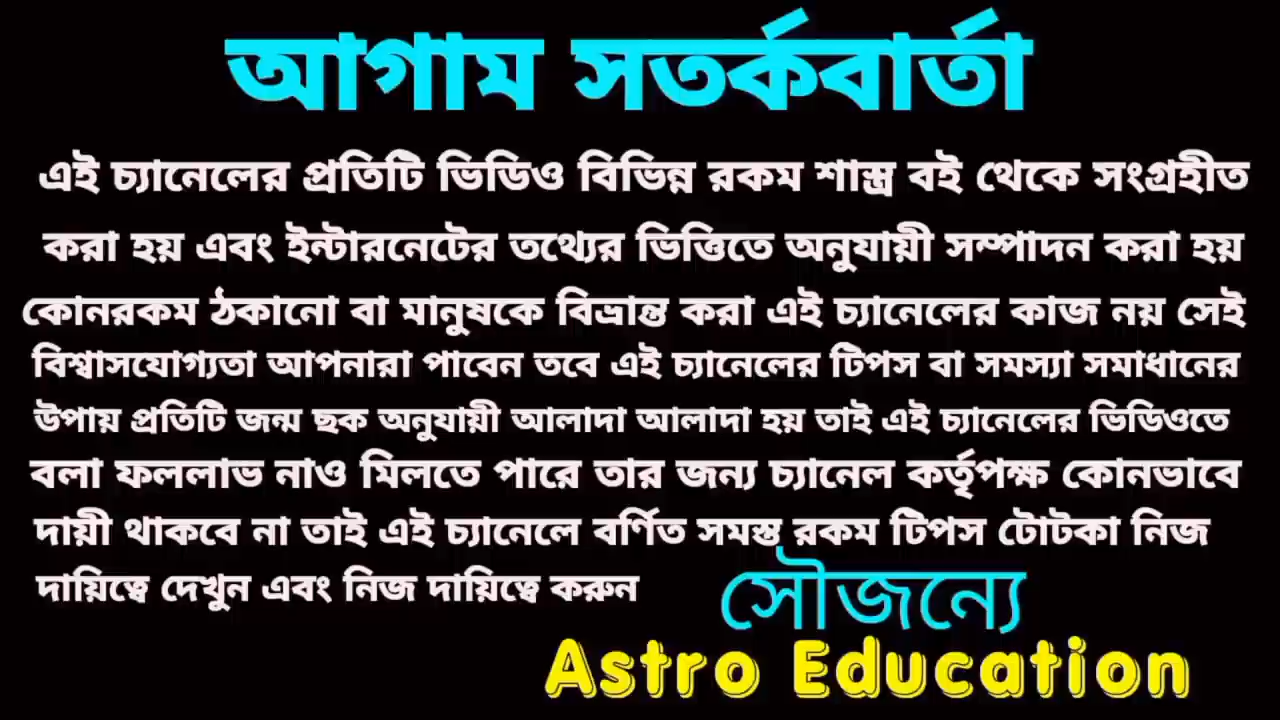 আগাম সতর্কবার্তা
এই চ্যানেলের প্রতিটি ভিডিও বিভিন্ন রকম শাস্ত্র বই থেকে সংগ্রহীত
করা হয় এবং ইন্টারনেটের তথ্যের ভিত্তিতে অনুযায়ী সম্পাদন করা হয়
কোনরকম ঠকানো বা মানুষকে বিভ্রান্ত করা এই চ্যানেলের কাজ নয় সেই
বিশ্বাসযোগ্যতা আপনারা পাবেন তবে এই চ্যানেলের টিপস বা সমস্যা সমাধানের
উপায় প্রতিটি জন্ম ছক অনুযায়ী আলাদা আলাদা হয় তাই এই চ্যানেলের ভিডিওতে
বলা ফললাভ নাও মিলতে পারে তার জন্য চ্যানেল কর্তৃপক্ষ কোনভাবে
দায়ী থাকবে না তাই এই চ্যানেলে বর্ণিত সমস্ত রকম টিপস টোটকা নিজ
দায়িত্বে দেখুন এবং নিজ দায়িত্বে করুন
সৌজন্যে
Astro Education